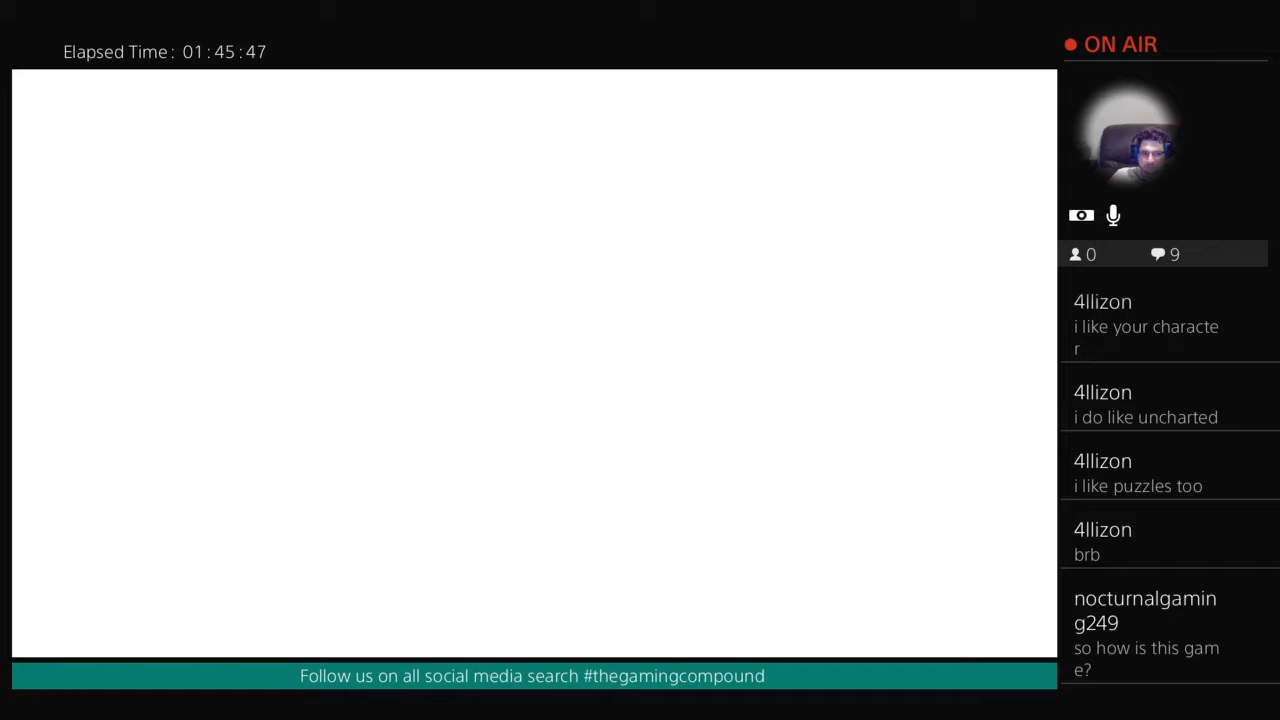 Elapsed Time: 01:45:47
ON AIR
0 9
4llizon
i like your characte
r
4llizon
i do like uncharted
4llizon
i like puzzles too
4llizon
brb
nocturnalgamin
g249
so how is this gam
e?
Follow us on all social media search #thegamingcompound